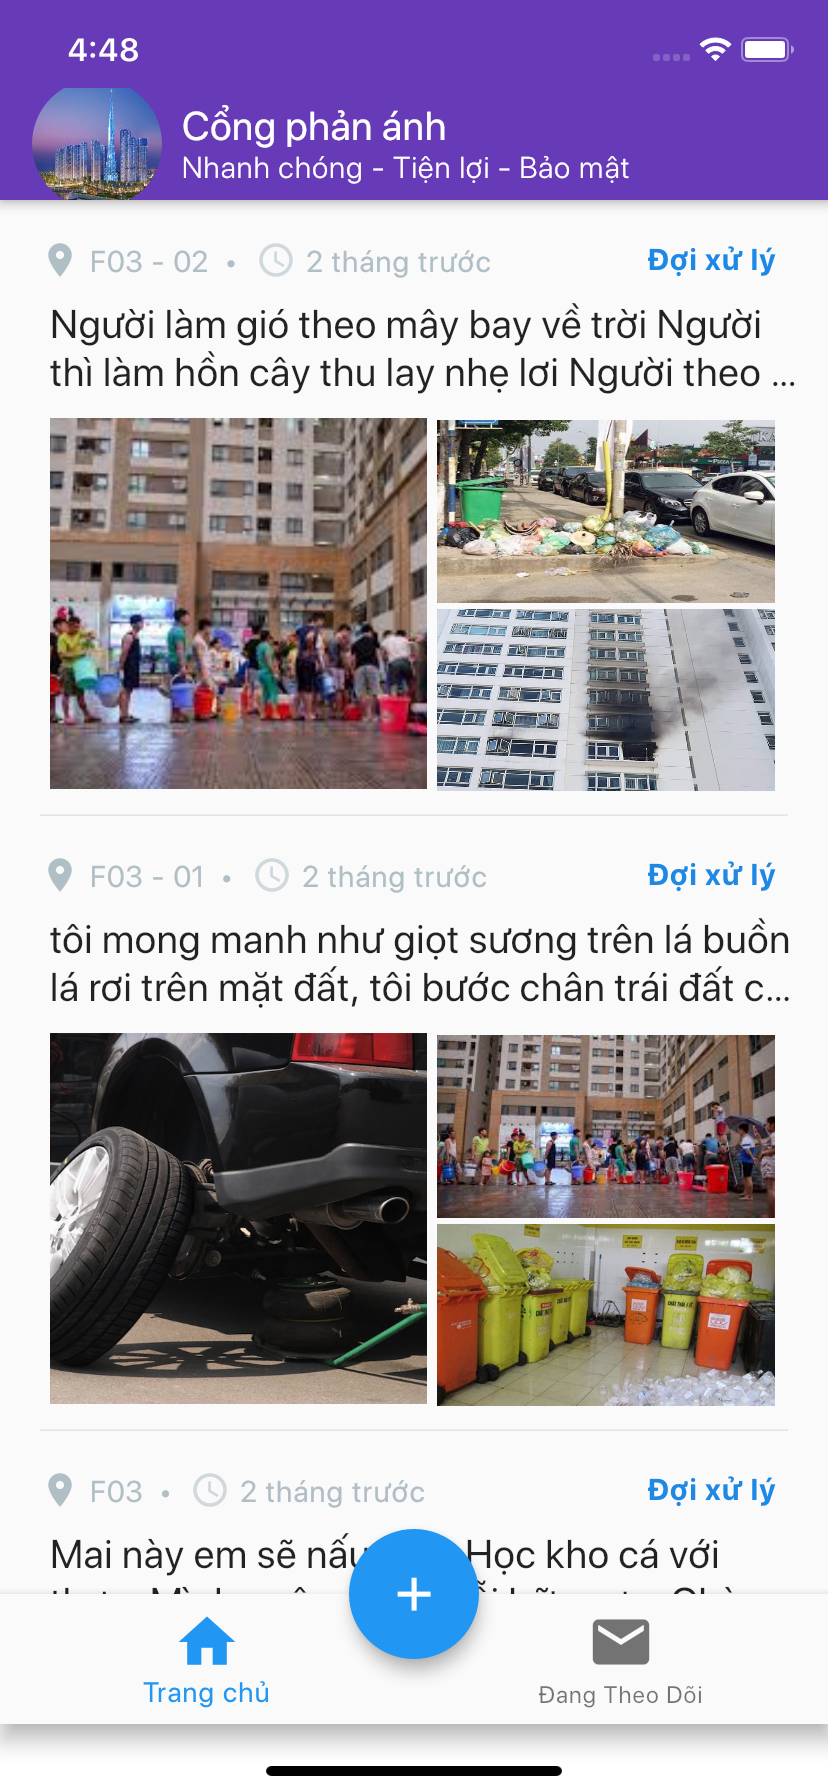 4:48
Cổng phản ánh
Nhanh chóng - Tiện lợi - Bảo mật
F03 - 02 • 2 tháng trước
Đợi xử lý
Người làm gió theo mây bay về trời Người
thì làm hồn cây thu lay nhẹ lơi Người theo ...
F03 - 01 • 2 tháng trước
Đợi xử lý
tôi mong manh như giọt sương trên lá buồn
lá rơi trên mặt đất, tôi bước chân trái đất c...
F03 • 2 tháng trước
Đợi xử lý
Mai này em sẽ nấu Học kho cá với
+
Trang chủ
Đang Theo Dõi